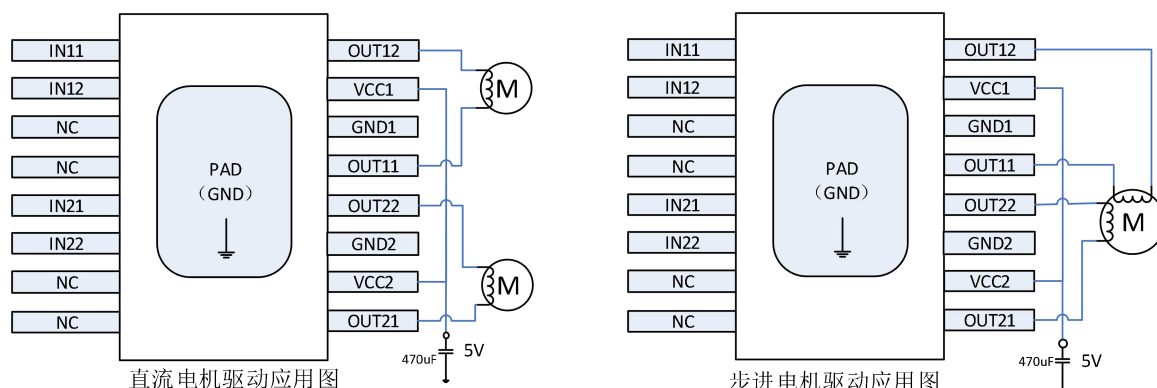 IN11
IN12
NC
NC
IN21
IN22
NC
NC
PAD
（GND）
OUT12
VCC1
GND1
OUT11
OUT22
GND2
VCC2
OUT21
M
M
470uF
5V
直流电机驱动应用图
IN11
IN12
NC
NC
IN21
IN22
NC
NC
PAD
（GND）
OUT12
VCC1
GND1
OUT11
OUT22
GND2
VCC2
OUT21
M
470uF
5V
步进电机驱动应用图